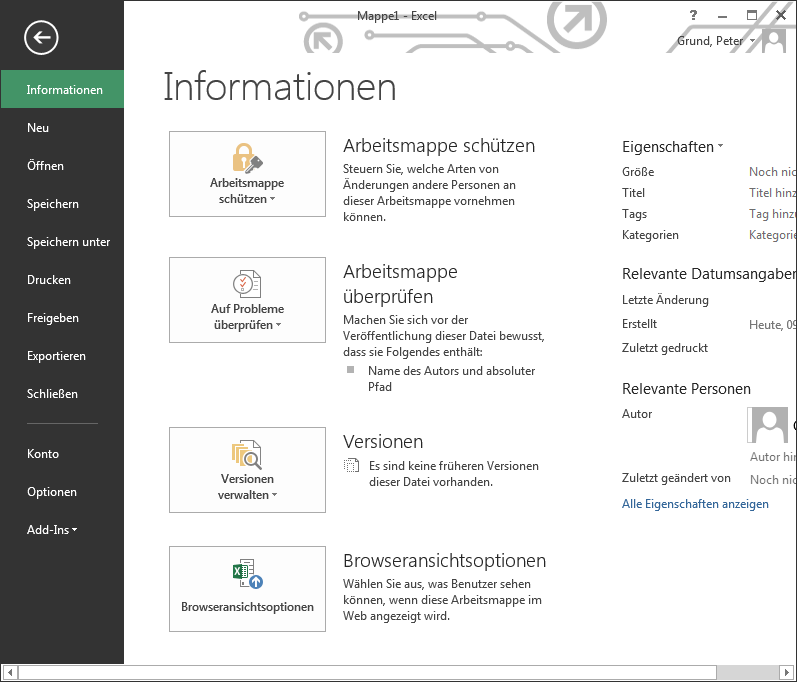 Mappe1 - Excel
?
Grund, Peter
Informationen
Neu
Öffnen
Speichern
Speichern unter
Drucken
Freigeben
Exportieren
Schließen
Konto
Optionen
Add-Ins
Informationen
Arbeitsmappe
schützen
Arbeitsmappe schützen
Steuern Sie, welche Arten von
Änderungen andere Personen an
dieser Arbeitsmappe vornehmen
können.
Auf Probleme
überprüfen
Arbeitsmappe
überprüfen
Machen Sie sich vor der
Veröffentlichung dieser Datei bewusst,
dass sie Folgendes enthält:
Name des Autors und absoluter
Pfad
Versionen
verwalten
Versionen
Es sind keine früheren Versionen
dieser Datei vorhanden.
Browseransichtsoptionen
Browseransichtsoptionen
Wählen Sie aus, was Benutzer sehen
können, wenn diese Arbeitsmappe im
Web angezeigt wird.
Eigenschaften
Größe Noch nic
Titel Titel hinz
Tags Tag hinzu
Kategorien Kategorie
Relevante Datumsangaben
Letzte Änderung
Erstellt Heute, 09
Zuletzt gedruckt
Relevante Personen
Autor
Autor hin
Zuletzt geändert von Noch nic
Alle Eigenschaften anzeigen